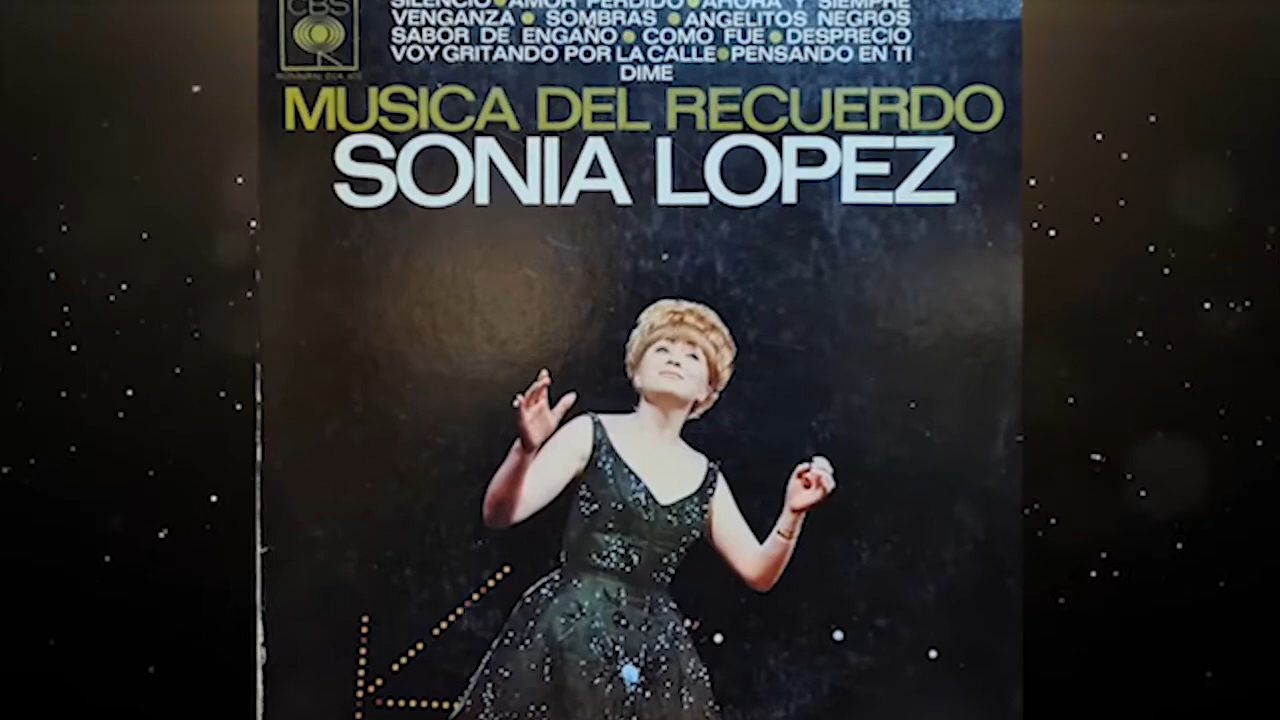 CBS
SILENCIO • AMOR PERDIDO • AHORA Y SIEMPRE
VENGANZA • SOMBRAS • ANGELITOS NEGROS
SABOR DE ENGAÑO • COMO FUE • DESPRECIO
VOY GRITANDO POR LA CALLE • PENSANDO EN TI
DIME
MUSICA DEL RECUERDO
SONIA LOPEZ